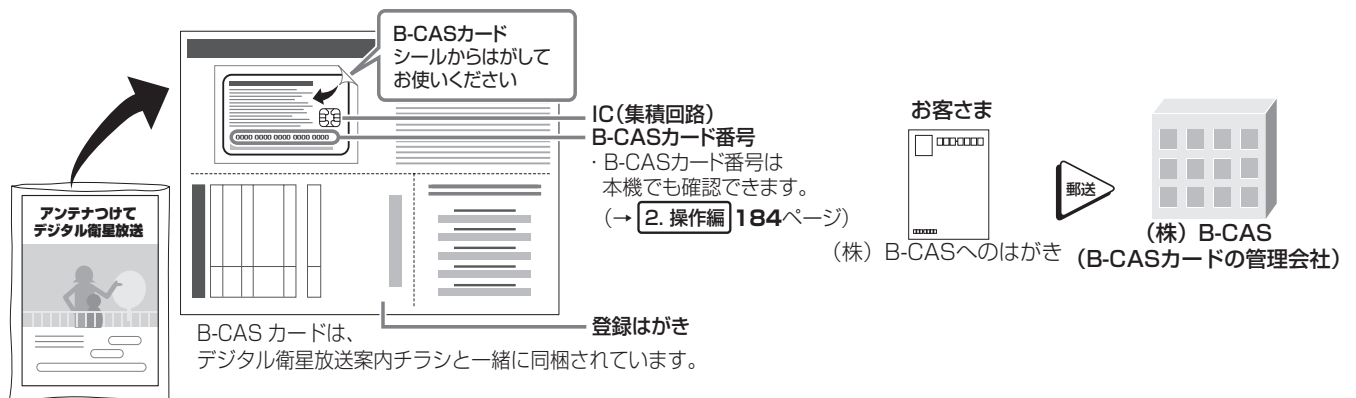 B-CASカード
シールからはがして
お使いください
0000 0000 0000 0000 0000
IC(集積回路)
B-CASカード番号
・B-CASカード番号は
本機でも確認できます。
(→ 2. 操作編 184ページ)
登録はがき
アンテナつけて
デジタル衛星放送
B-CAS カードは、
デジタル衛星放送案内チラシと一緒に同梱されています。
お客さま
(株)B-CASへのはがき
郵送
(株)B-CAS
(B-CASカードの管理会社)